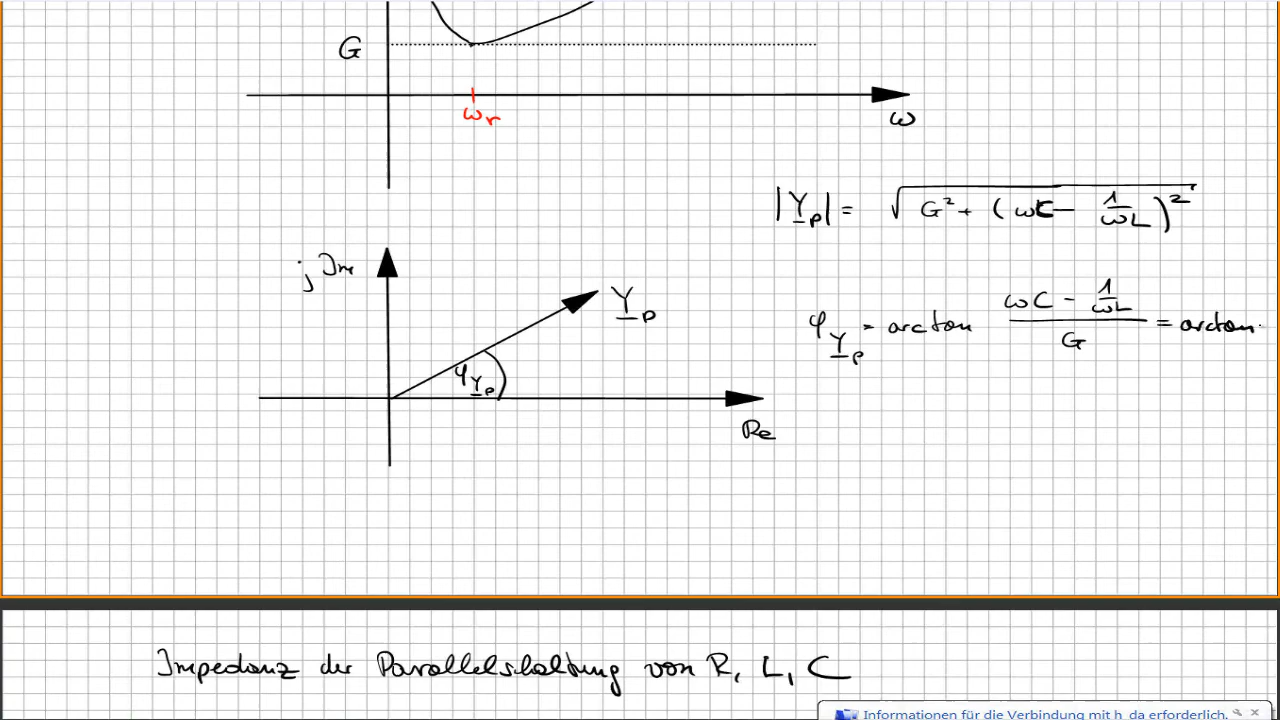 G
ω_r
ω
|Y_p| = √(G² + (ωC − 1/ωL)²)
j Im
Y_p
φ_Y_p = arctan (ωC − 1/ωL)/G = arctan
φ_Y_p
Re
Impedanz der Parallelschaltung von R, L, C
Informationen für die Verbindung mit h_da erforderlich.